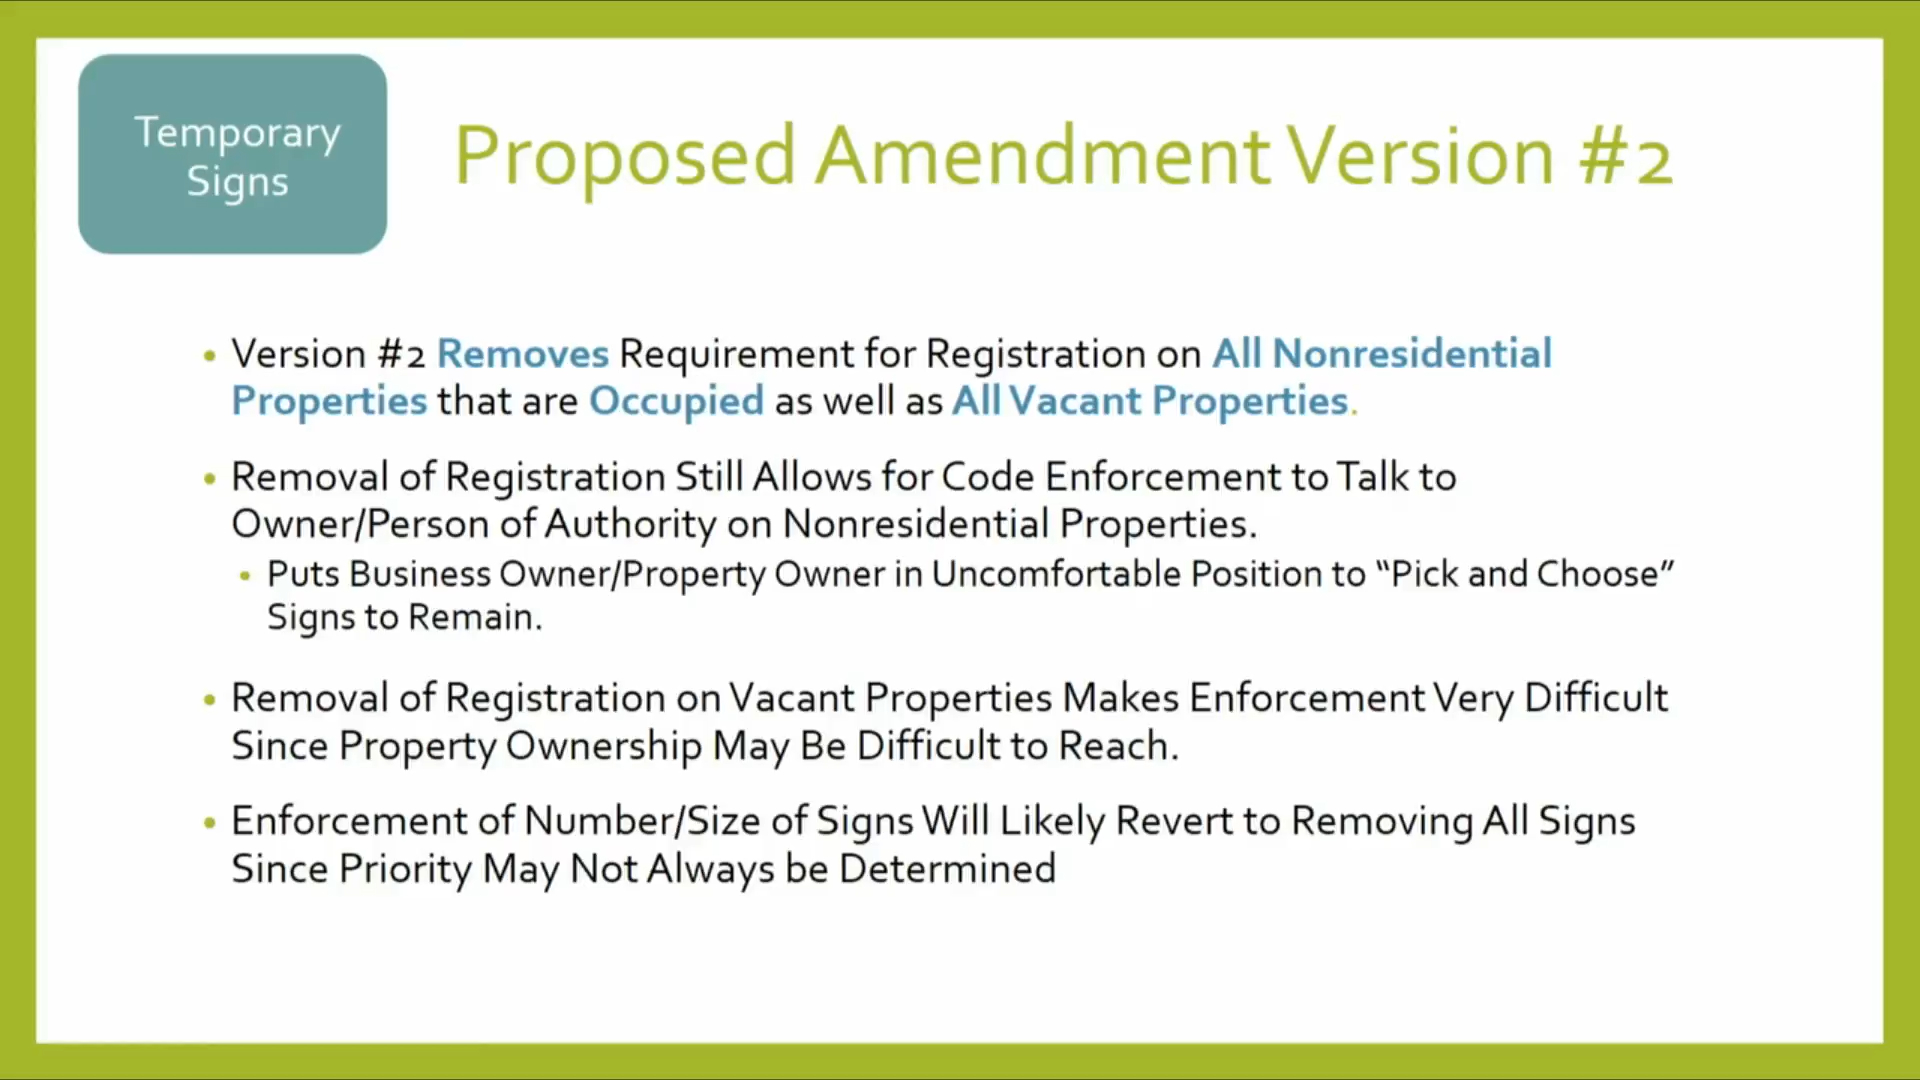 Temporary
Signs
Proposed Amendment Version #2
• Version #2 Removes Requirement for Registration on All Nonresidential
Properties that are Occupied as well as All Vacant Properties.
• Removal of Registration Still Allows for Code Enforcement to Talk to
Owner/Person of Authority on Nonresidential Properties.
• Puts Business Owner/Property Owner in Uncomfortable Position to “Pick and Choose”
Signs to Remain.
• Removal of Registration on Vacant Properties Makes Enforcement Very Difficult
Since Property Ownership May Be Difficult to Reach.
• Enforcement of Number/Size of Signs Will Likely Revert to Removing All Signs
Since Priority May Not Always be Determined